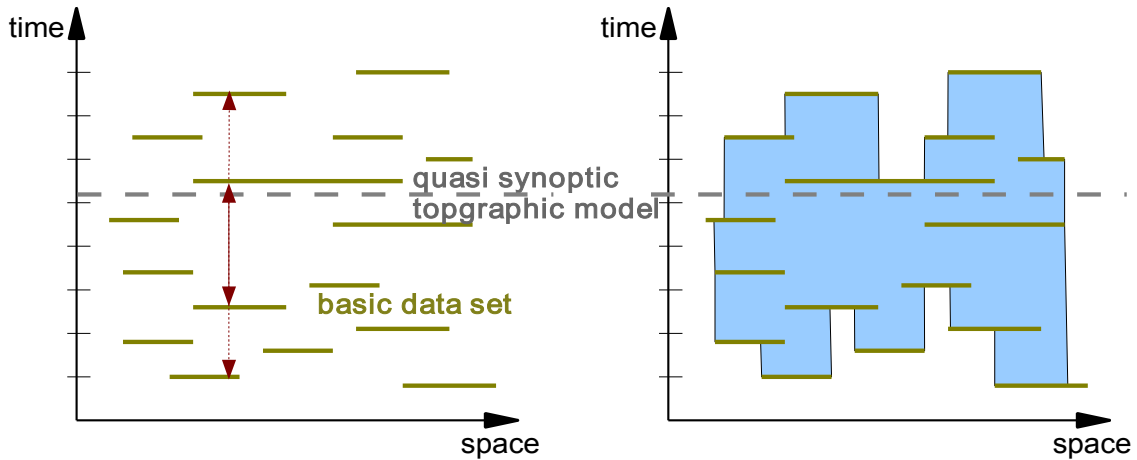 time
time
quasi synoptic
topgraphic model
basic data set
space
space